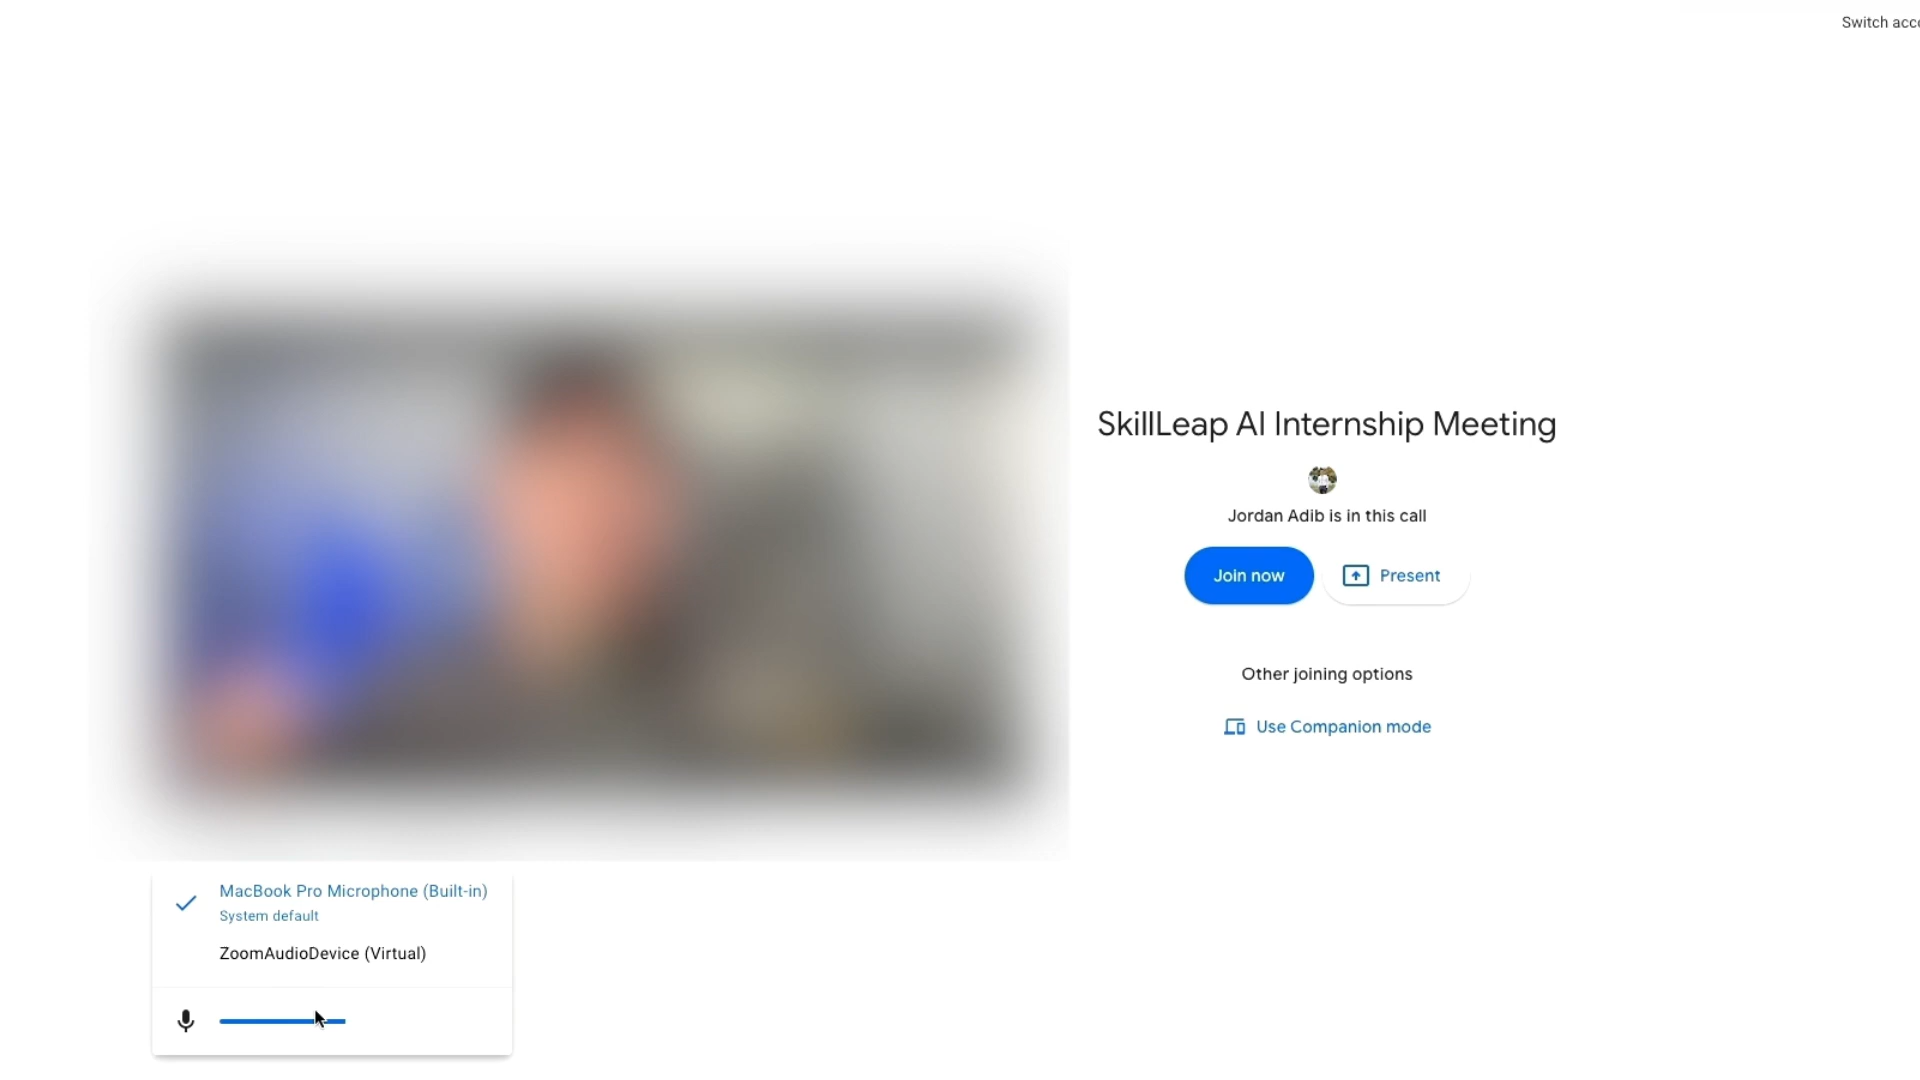 Switch acco
SkillLeap AI Internship Meeting
Jordan Adib is in this call
Join now
Present
Other joining options
Use Companion mode
MacBook Pro Microphone (Built-in)
System default
ZoomAudioDevice (Virtual)